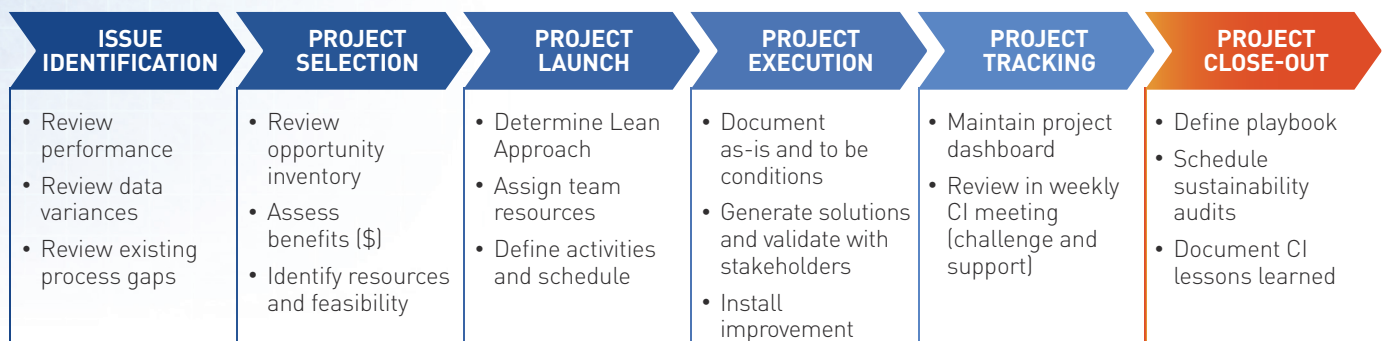 ISSUE
IDENTIFICATION
• Review
performance
• Review data
variances
• Review existing
process gaps
PROJECT
SELECTION
• Review
opportunity
inventory
• Assess
benefits ($)
• Identify resources
and feasibility
PROJECT
LAUNCH
• Determine Lean
Approach
• Assign team
resources
• Define activities
and schedule
PROJECT
EXECUTION
• Document
as-is and to be
conditions
• Generate solutions
and validate with
stakeholders
• Install
improvement
PROJECT
TRACKING
• Maintain project
dashboard
• Review in weekly
CI meeting
(challenge and
support)
PROJECT
CLOSE-OUT
• Define playbook
• Schedule
sustainability
audits
• Document CI
lessons learned